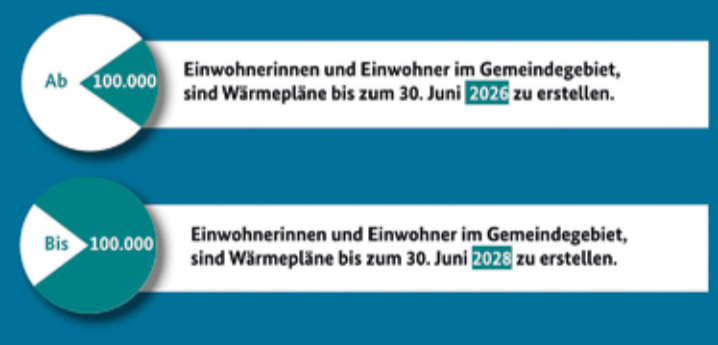 Ab 100.000
Einwohnerinnen und Einwohner im Gemeindegebiet,
sind Wärmepläne bis zum 30. Juni 2026 zu erstellen.
Bis 100.000
Einwohnerinnen und Einwohner im Gemeindegebiet,
sind Wärmepläne bis zum 30. Juni 2028 zu erstellen.